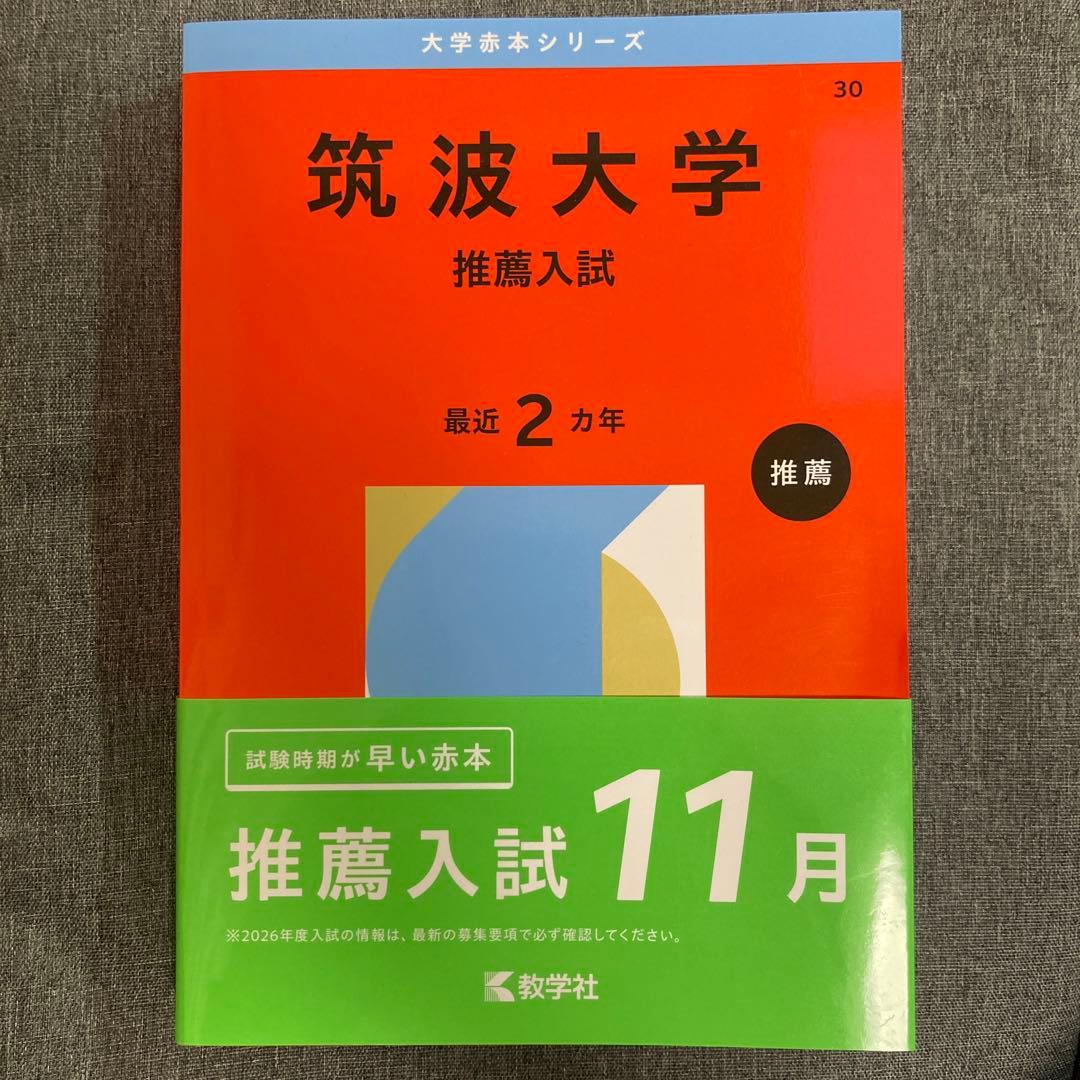 大学赤本シリーズ
30
筑波大学
推薦入試
最近2カ年
推薦
試験時期が早い赤本
推薦入試11月
※2026年度入試の情報は、最新の募集要項で必ず確認してください。
教学社